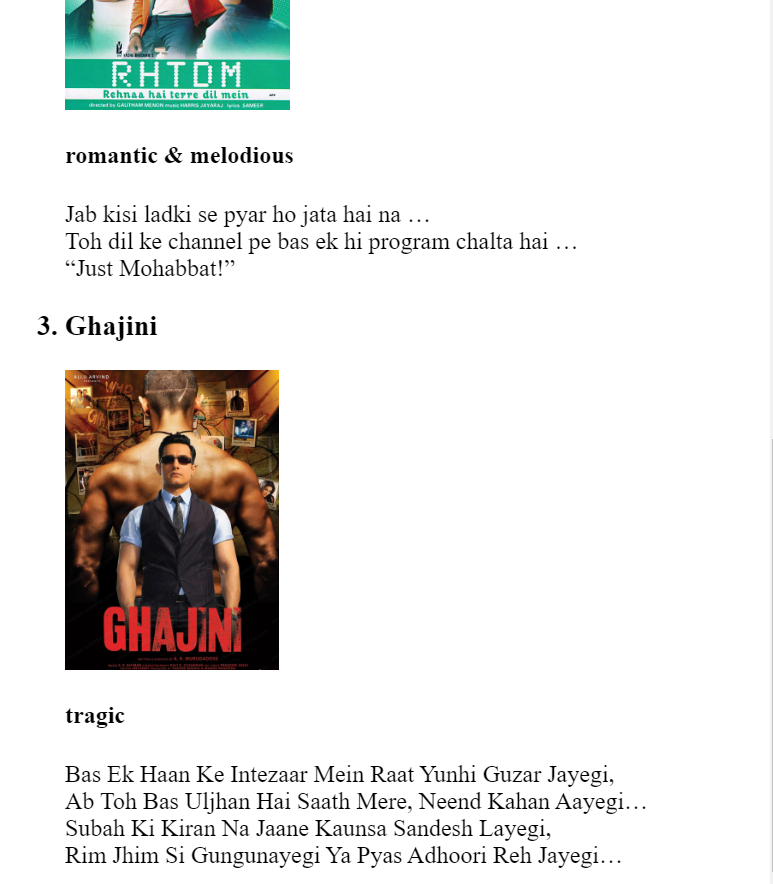 RHTDM
Rehnaa hai terre dil mein
directed by GAUTHAM MENON music HARRIS JAYARAJ lyrics SAMEER
romantic & melodious
Jab kisi ladki se pyar ho jata hai na …
Toh dil ke channel pe bas ek hi program chalta hai …
“Just Mohabbat!”
3. Ghajini
ALLU ARVIND
GHAJINI
A. R. MURUGADOSS
tragic
Bas Ek Haan Ke Intezaar Mein Raat Yunhi Guzar Jayegi,
Ab Toh Bas Uljhan Hai Saath Mere, Neend Kahan Aayegi…
Subah Ki Kiran Na Jaane Kaunsa Sandesh Layegi,
Rim Jhim Si Gungunayegi Ya Pyas Adhoori Reh Jayegi…